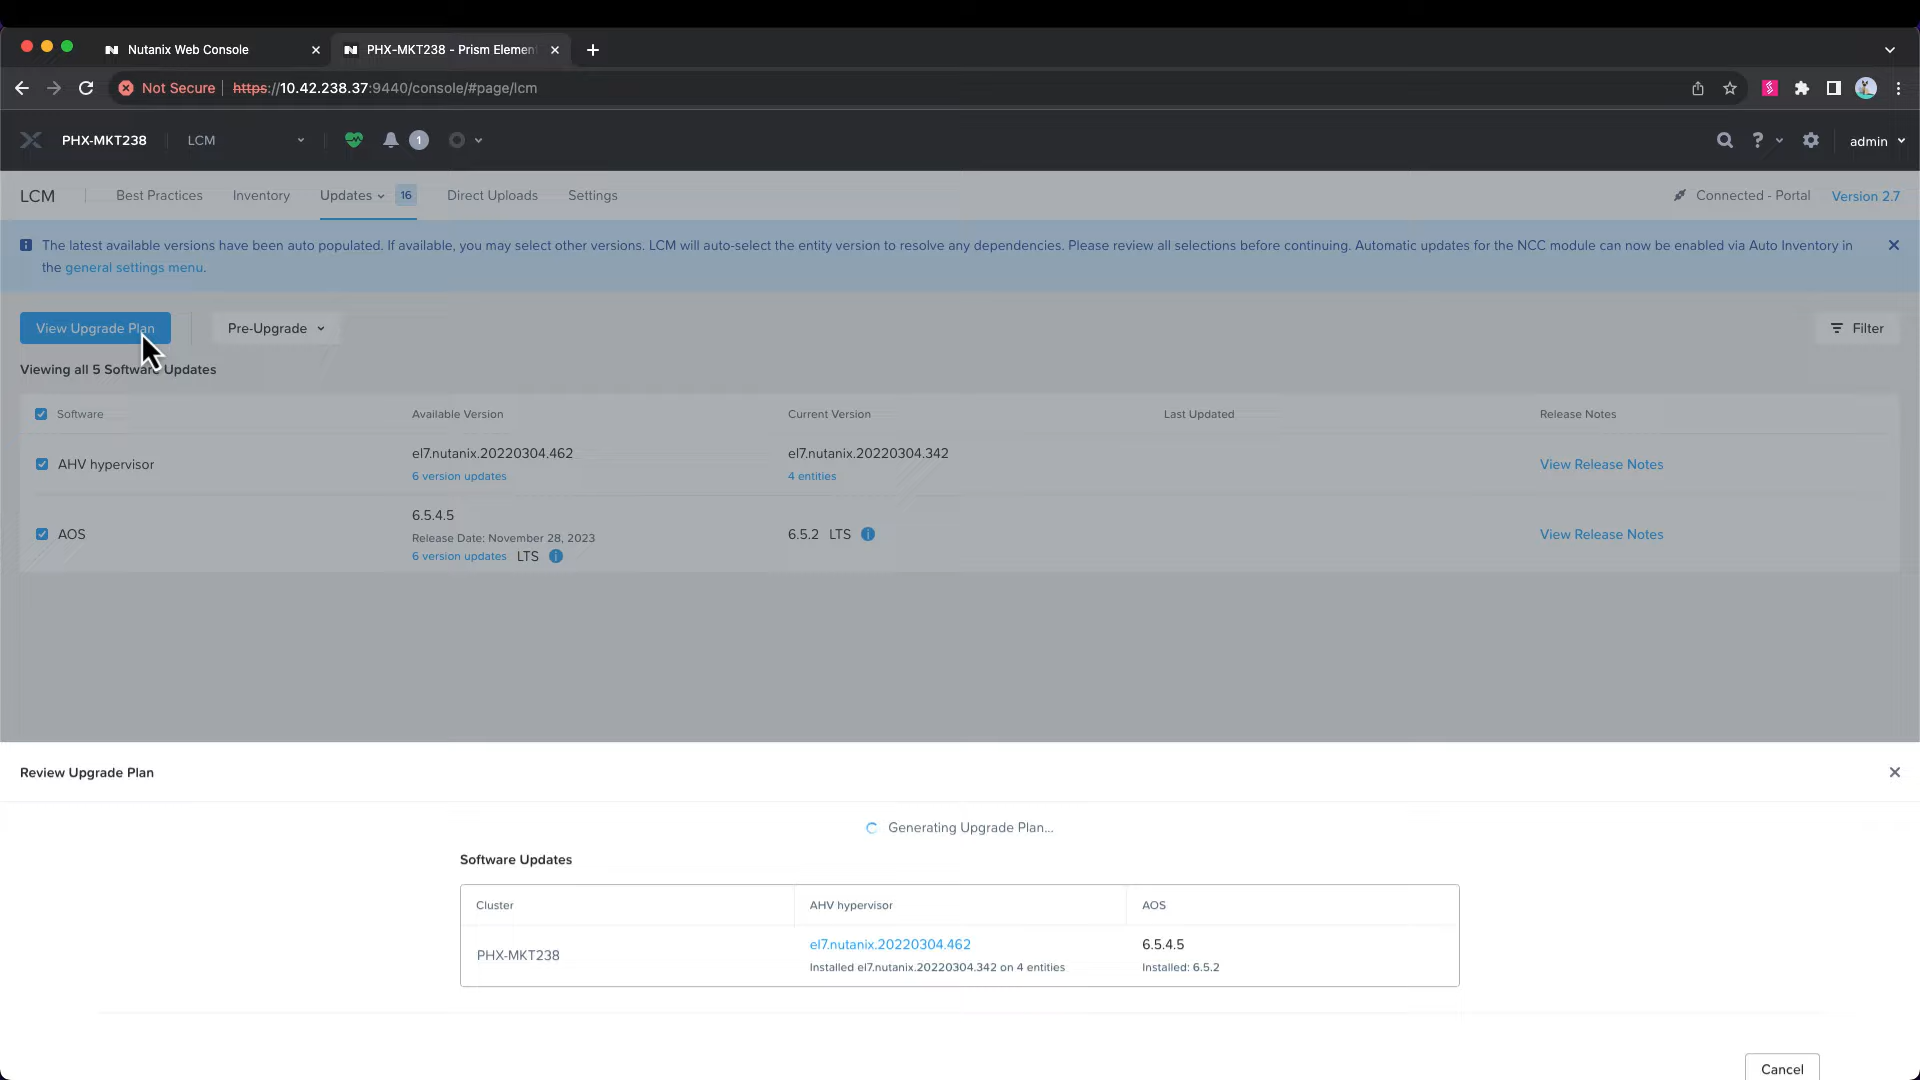 Nutanix Web Console
PHX-MKT238 - Prism Elemen
Not Secure https://10.42.238.37:9440/console/#page/lcm
PHX-MKT238 LCM 1 ? admin
LCM Best Practices Inventory Updates 16 Direct Uploads Settings Connected - Portal Version 2.7
The latest available versions have been auto populated. If available, you may select other versions. LCM will auto-select the entity version to resolve any dependencies. Please review all selections before continuing. Automatic updates for the NCC module can now be enabled via Auto Inventory in
the general settings menu.
View Upgrade Plan Pre-Upgrade Filter
Viewing all 5 Software Updates
Software Available Version Current Version Last Updated Release Notes
AHV hypervisor el7.nutanix.20220304.462 el7.nutanix.20220304.342 View Release Notes
6 version updates 4 entities
6.5.4.5
AOS Release Date: November 28, 2023 6.5.2 LTS View Release Notes
6 version updates LTS
Review Upgrade Plan
Generating Upgrade Plan...
Software Updates
Cluster AHV hypervisor AOS
PHX-MKT238 el7.nutanix.20220304.462 6.5.4.5
Installed el7.nutanix.20220304.342 on 4 entities Installed: 6.5.2
Cancel